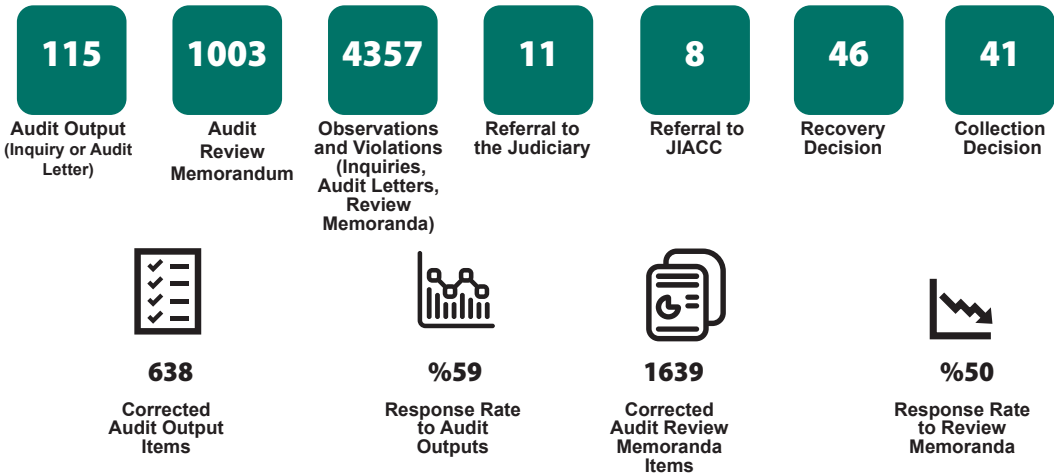 115
1003
4357
11
8
46
41
Audit Output
(Inquiry or Audit
Letter)
Audit
Review
Memorandum
Observations
and Violations
(Inquiries,
Audit Letters,
Review
Memoranda)
Referral to
the Judiciary
Referral to
JIACC
Recovery
Decision
Collection
Decision
638
Corrected
Audit Output
Items
%59
Response Rate
to Audit
Outputs
1639
Corrected
Audit Review
Memoranda
Items
%50
Response Rate
to Review
Memoranda